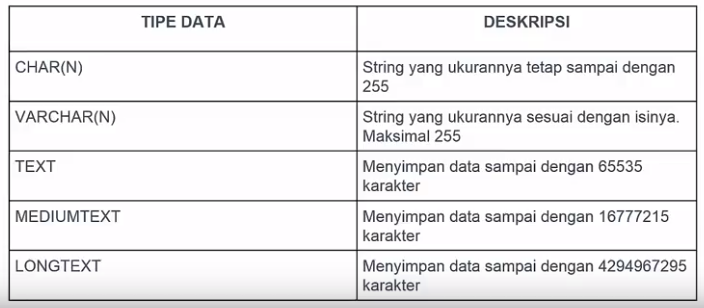 TIPE DATA
DESKRIPSI
CHAR(N)
String yang ukurannya tetap sampai dengan
255
VARCHAR(N)
String yang ukurannya sesuai dengan isinya.
Maksimal 255
TEXT
Menyimpan data sampai dengan 65535
karakter
MEDIUMTEXT
Menyimpan data sampai dengan 16777215
karakter
LONGTEXT
Menyimpan data sampai dengan 4294967295
karakter